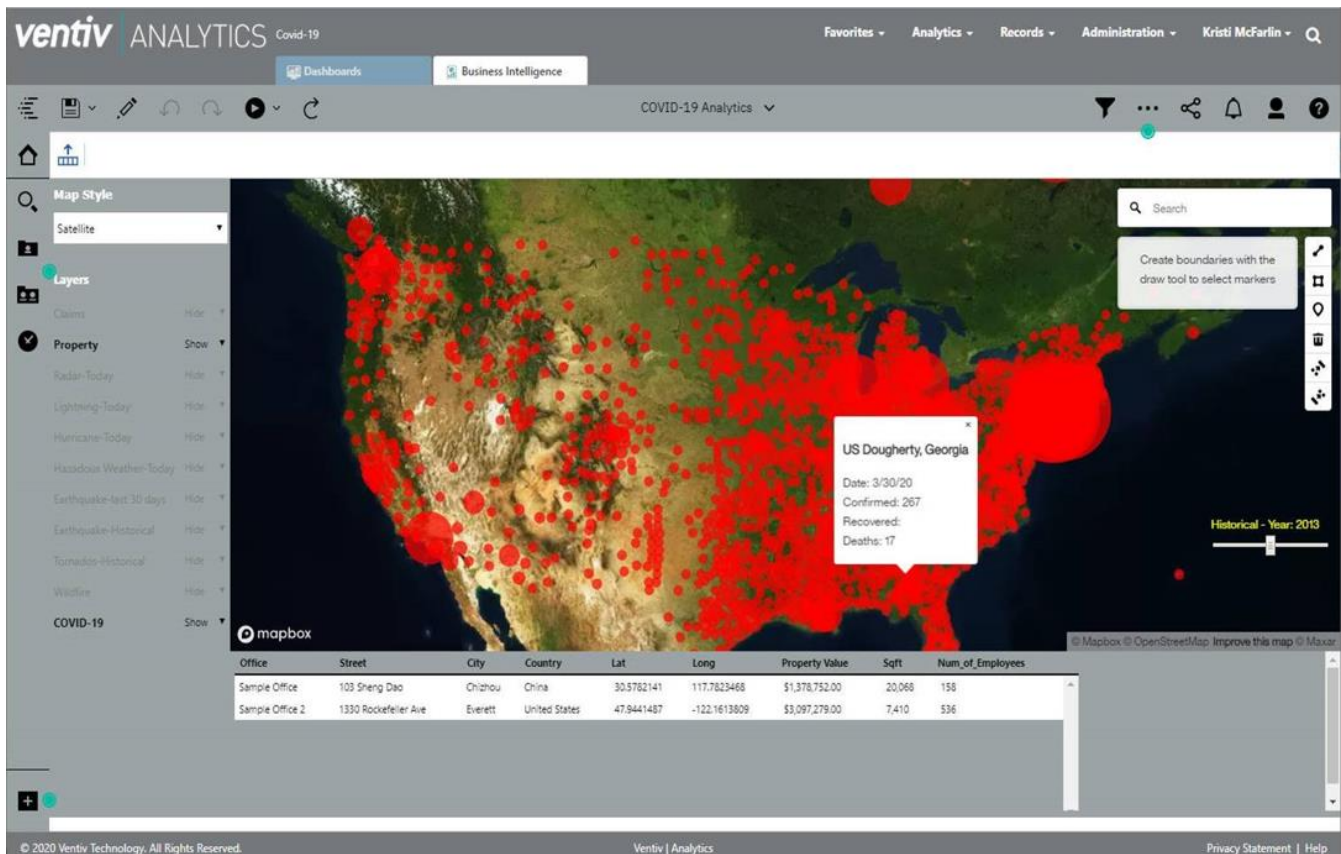 ventiv ANALYTICS Covid-19
Favorites Analytics Records Administration Kristi McFarlin
Dashboards Business Intelligence
COVID-19 Analytics
Map Style
Satellite
Layers
Claims Hide
Property Show
Radar-Today Hide
Lightning-Today Hide
Hurricane-Today Hide
Hazadous Weather-Today Hide
Earthquake-last 30 days Hide
Earthquake-Historical Hide
Tornados-Historical Hide
Wildfire Hide
COVID-19 Show
Search
Create boundaries with the
draw tool to select markers
US Dougherty, Georgia
Date: 3/30/20
Confirmed: 267
Recovered:
Deaths: 17
Historical - Year: 2013
mapbox
© Mapbox © OpenStreetMap Improve this map © Maxar
Office Street City Country Lat Long Property Value Sqft Num_of_Employees
Sample Office 103 Sheng Dao Chizhou China 30.5782141 117.7823468 $1,378,752.00 20,068 158
Sample Office 2 1330 Rockefeller Ave Everett United States 47.9441487 -122.1613809 $3,097,279.00 7,410 536
© 2020 Ventiv Technology. All Rights Reserved.
Ventiv | Analytics
Privacy Statement | Help